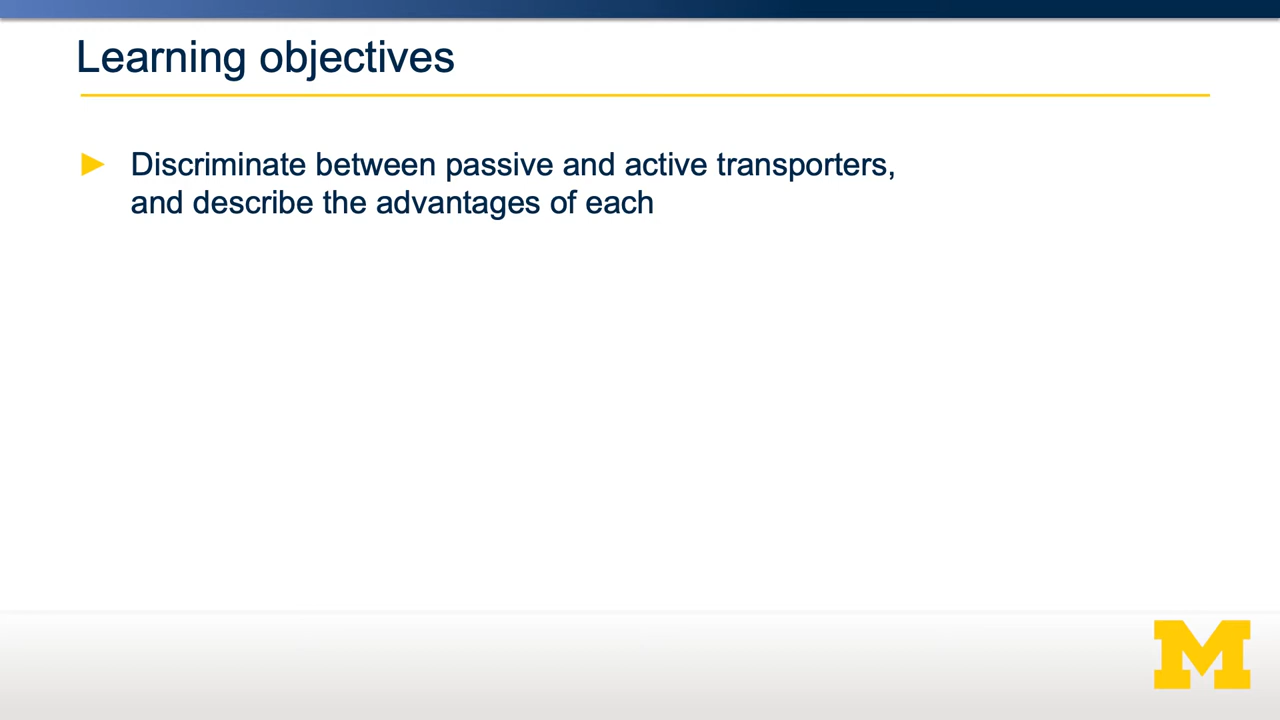 Learning objectives
Discriminate between passive and active transporters,
and describe the advantages of each
M